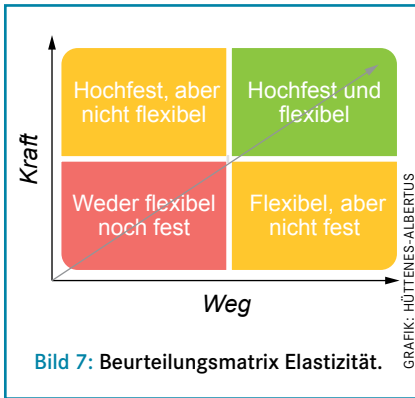 Kraft
Hochfest, aber
nicht flexibel
Hochfest und
flexibel
Weder flexibel
noch fest
Flexibel, aber
nicht fest
Weg
GRAFIK: HÜTTENES-ALBERTUS
Bild 7: Beurteilungsmatrix Elastizität.